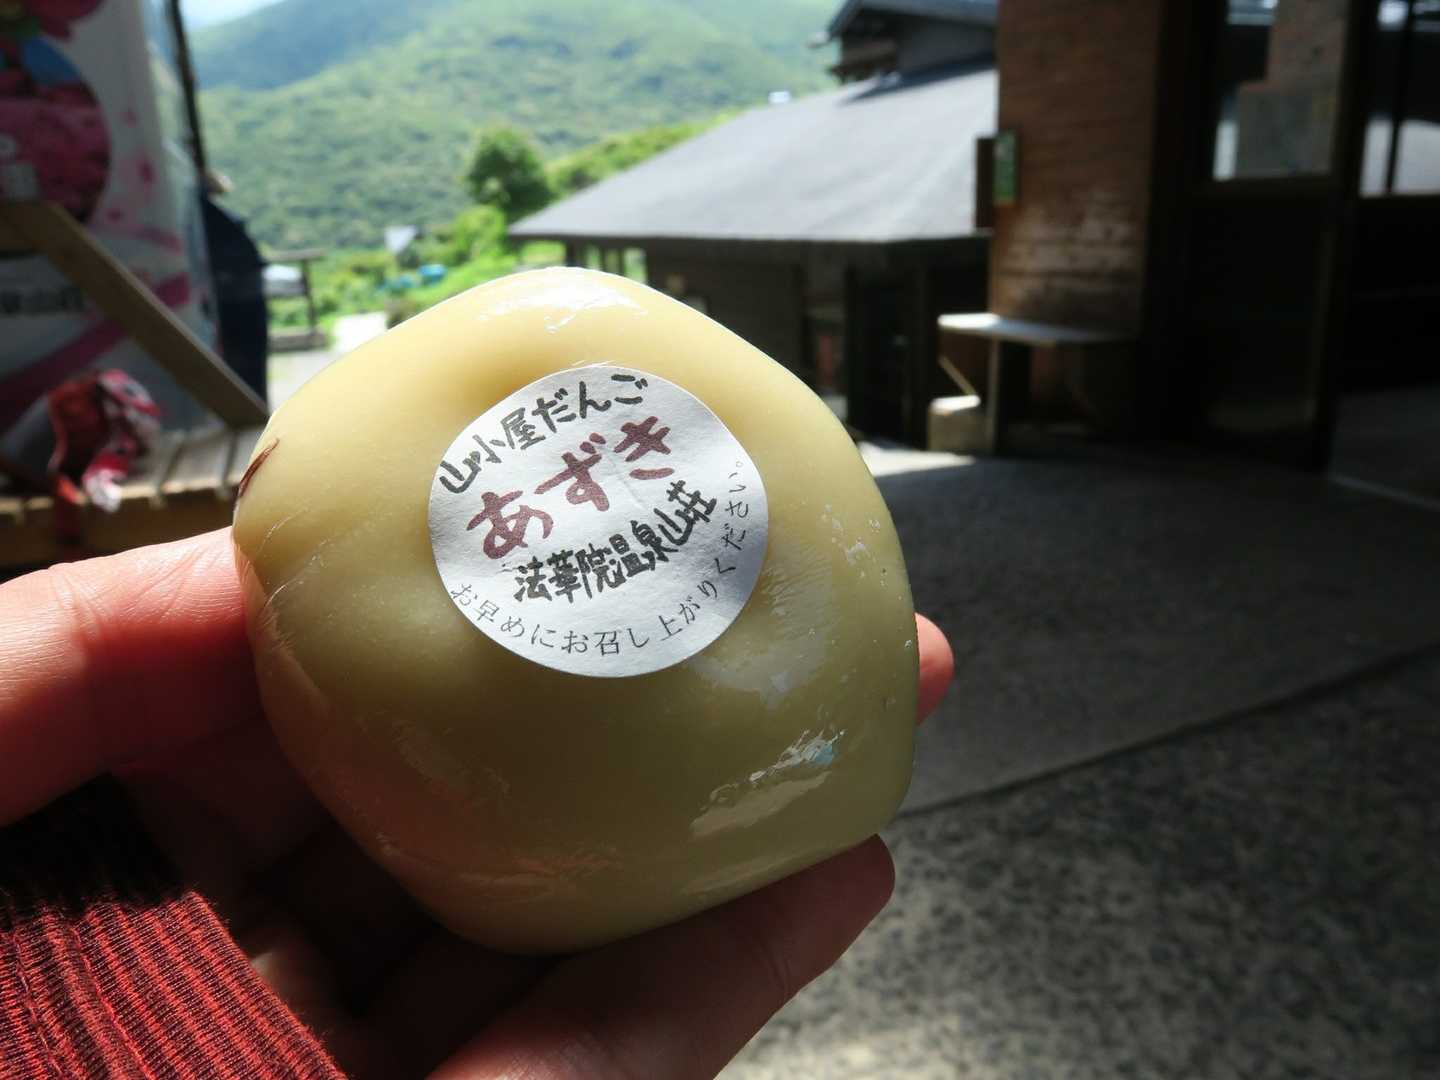 山小屋だんご
あずき
法華院温泉山荘
お早めにお召し上がりください。